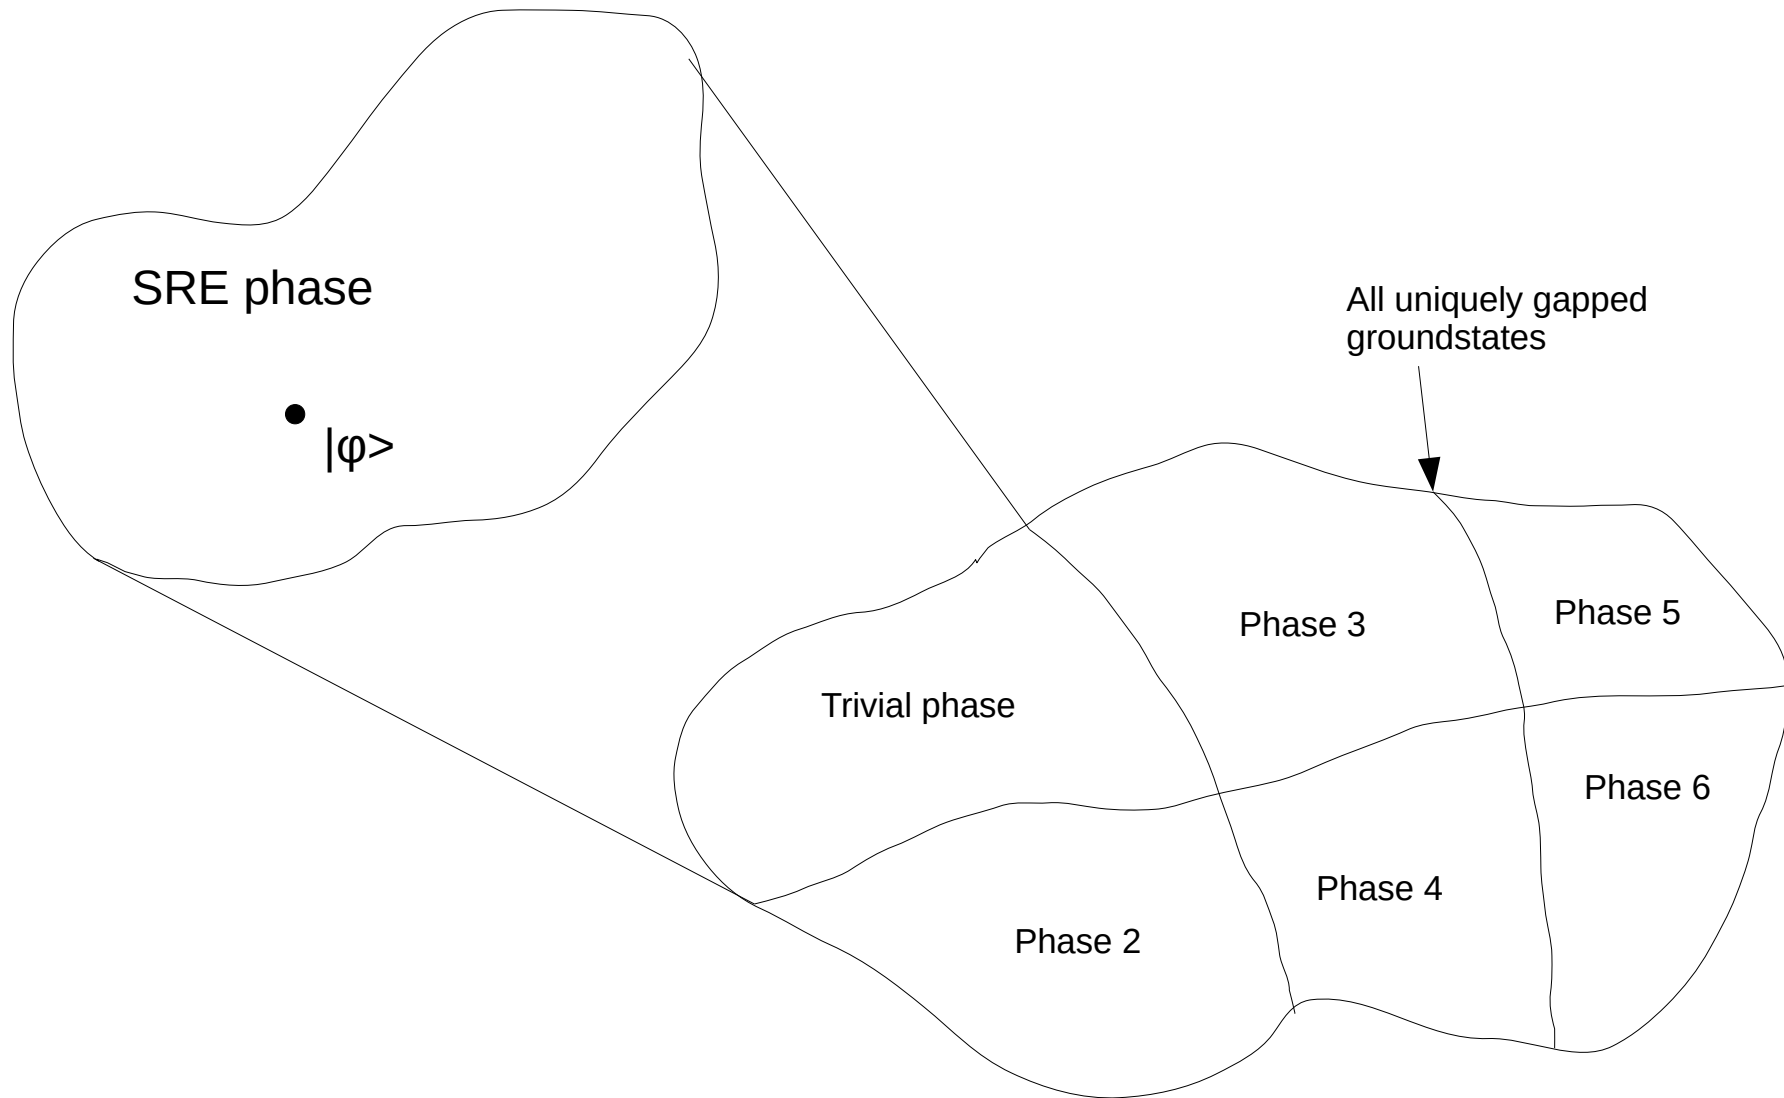 SRE phase
|φ>
All uniquely gapped
groundstates
Phase 3
Phase 5
Trivial phase
Phase 6
Phase 4
Phase 2